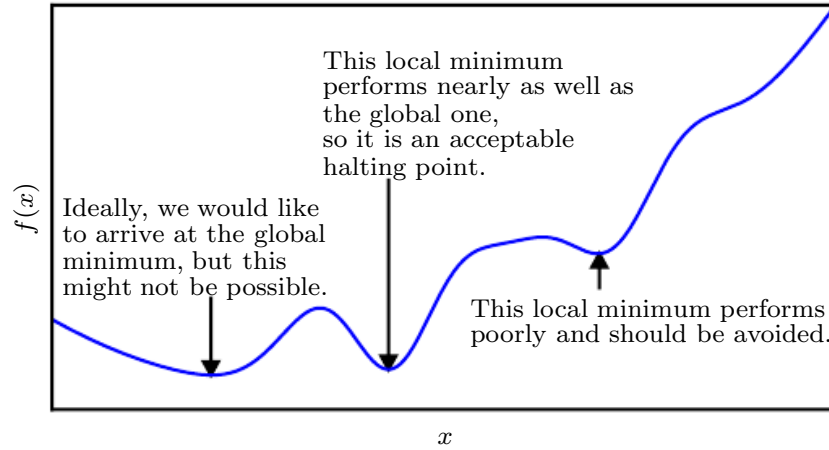 This local minimum
performs nearly as well as
the global one,
so it is an acceptable
halting point.
Ideally, we would like
to arrive at the global
minimum, but this
might not be possible.
This local minimum performs
poorly and should be avoided.
f(x)
x